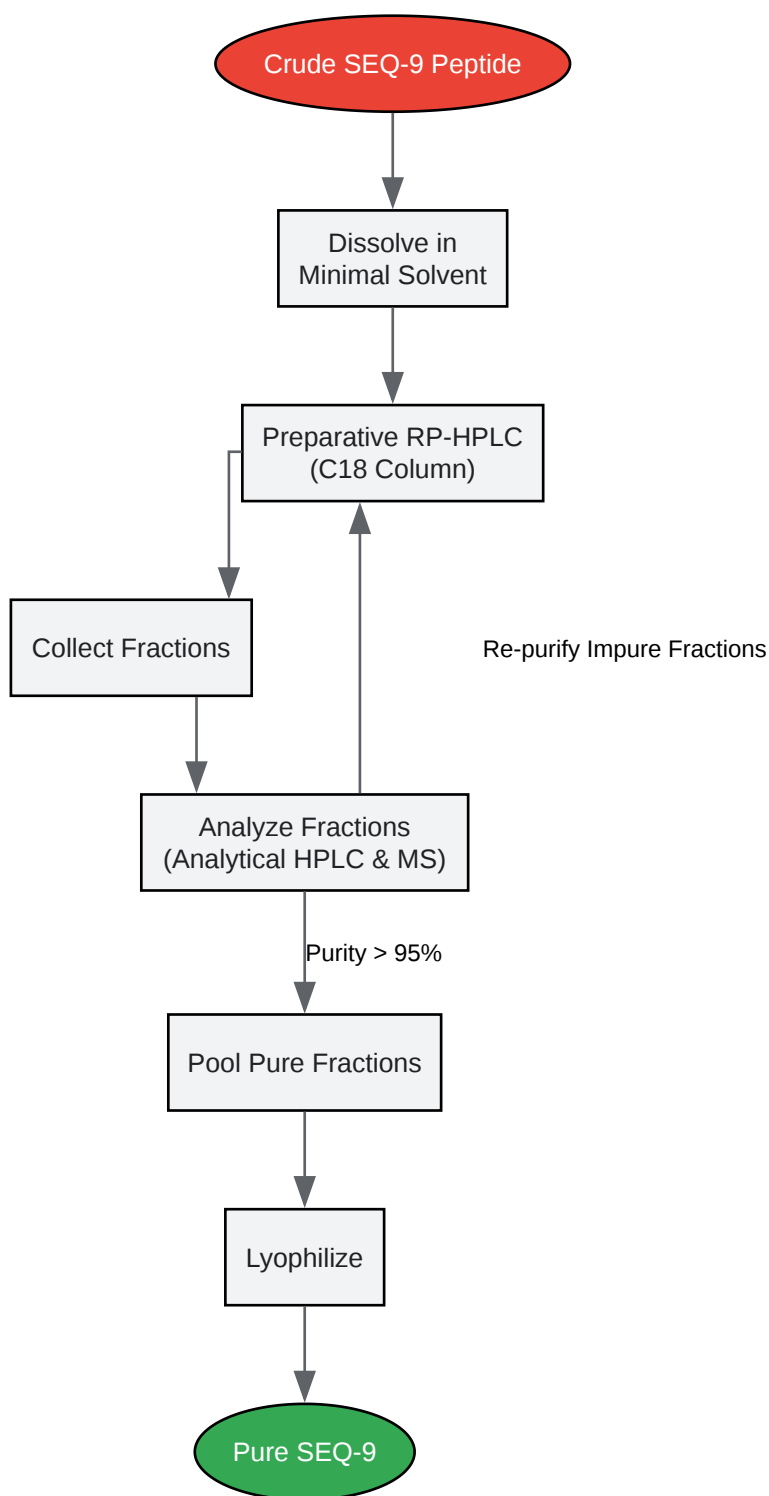 Crude SEQ-9 Peptide
Dissolve in
Minimal Solvent
Preparative RP-HPLC
(C18 Column)
Collect Fractions
Re-purify Impure Fractions
Analyze Fractions
(Analytical HPLC & MS)
Purity > 95%
Pool Pure Fractions
Lyophilize
Pure SEQ-9